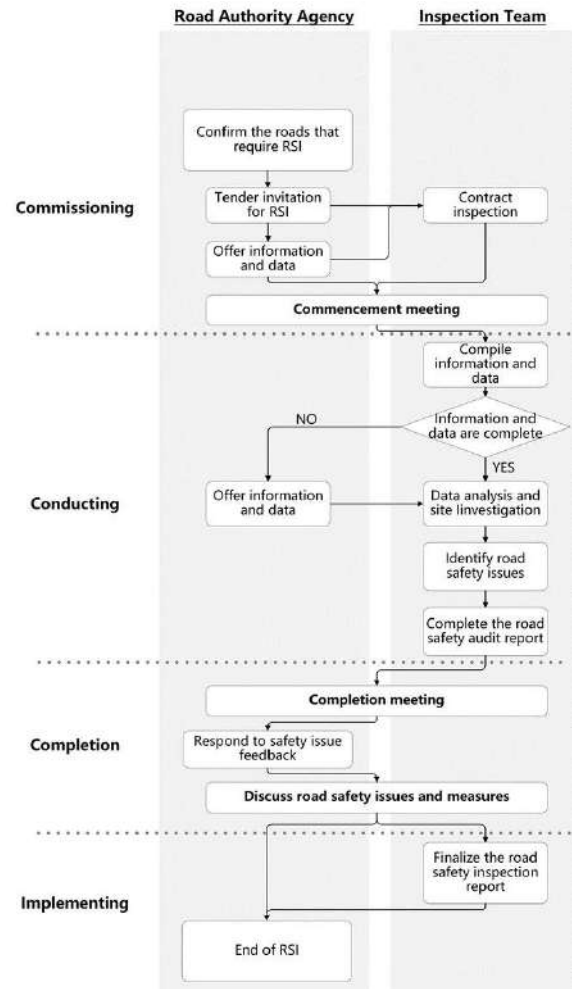 Road Authority Agency
Inspection Team
Confirm the roads that
require RSI
Commissioning
Tender invitation
for RSI
Contract
inspection
Offer information
and data
Commencement meeting
Compile
information and
data
Information and
data are complete
NO
YES
Conducting
Offer information
and data
Data analysis and
site Iinvestigation
Identify road
safety issues
Complete the road
safety audit report
Completion meeting
Completion
Respond to safety issue
feedback
Discuss road safety issues and measures
Implementing
Finalize the road
safety inspection
report
End of RSI